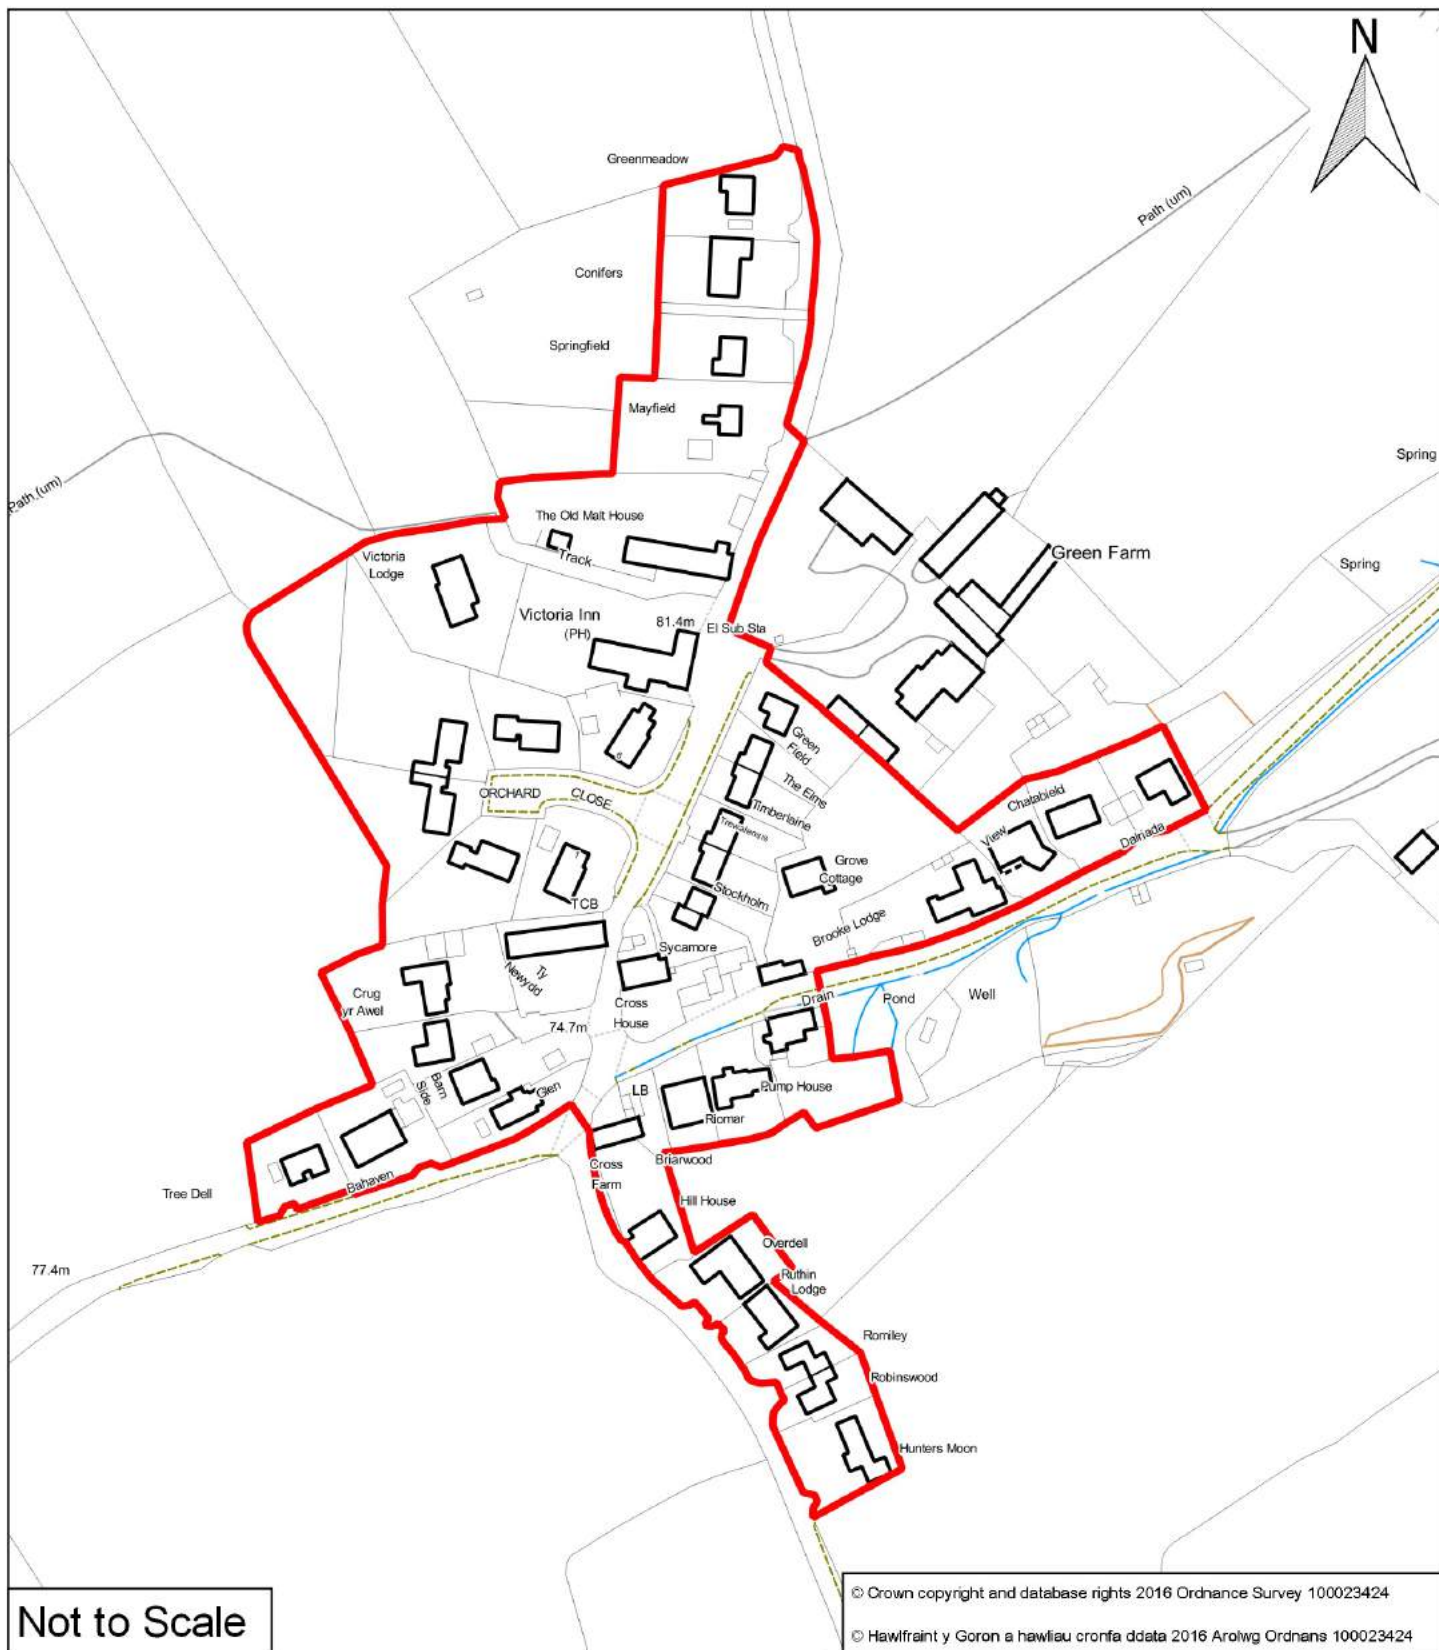 N
Greenmeadow
Path (um)
Conifers
Springfield
Mayfield
Spring
Path (um)
The Old Malt House
Track
Green Farm
Victoria
Lodge
Spring
Victoria Inn
(PH)
81.4m
El Sub Sta
Green
Field
6
The Elms
ORCHARD
CLOSE
Chatabield
Timberlaine
View
Dalriada
1
Grove
Cottage
Stockholm
TCB
Brooke Lodge
Sycamore
Ty
Newydd
Crug
yr Awel
Cross
House
Drain
Pond
Well
74.7m
Barn
Side
Glen
LB
Pump House
Riomar
Briarwood
Cross
Farm
Bahaven
Tree Dell
Hill House
Overdell
77.4m
Ruthin
Lodge
Romiley
Robinswood
Hunters Moon
Not to Scale
© Crown copyright and database rights 2016 Ordnance Survey 100023424
© Hawlfraint y Goron a hawliau cronfa ddata 2016 Arolwg Ordnans 100023424